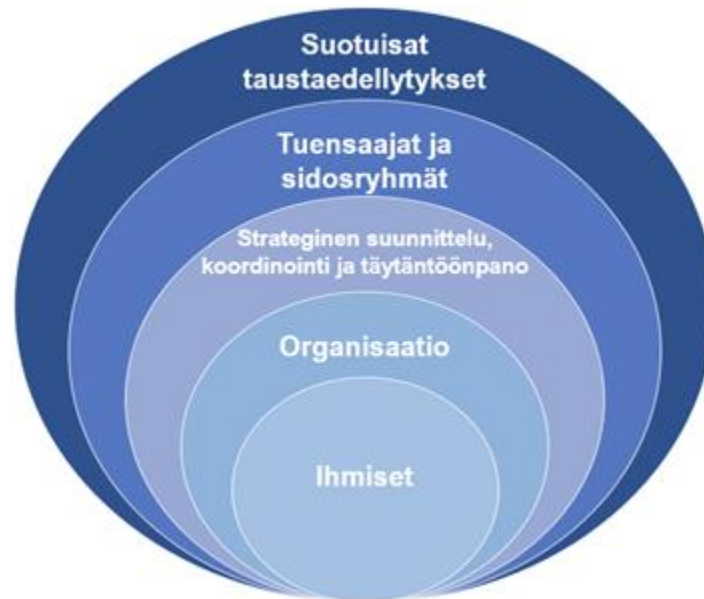 Suotuisat
taustaedellytykset
Tuensaajat ja
sidosryhmät
Strateginen suunnittelu,
koordinointi ja täytäntöönpano
Organisaatio
Ihmiset